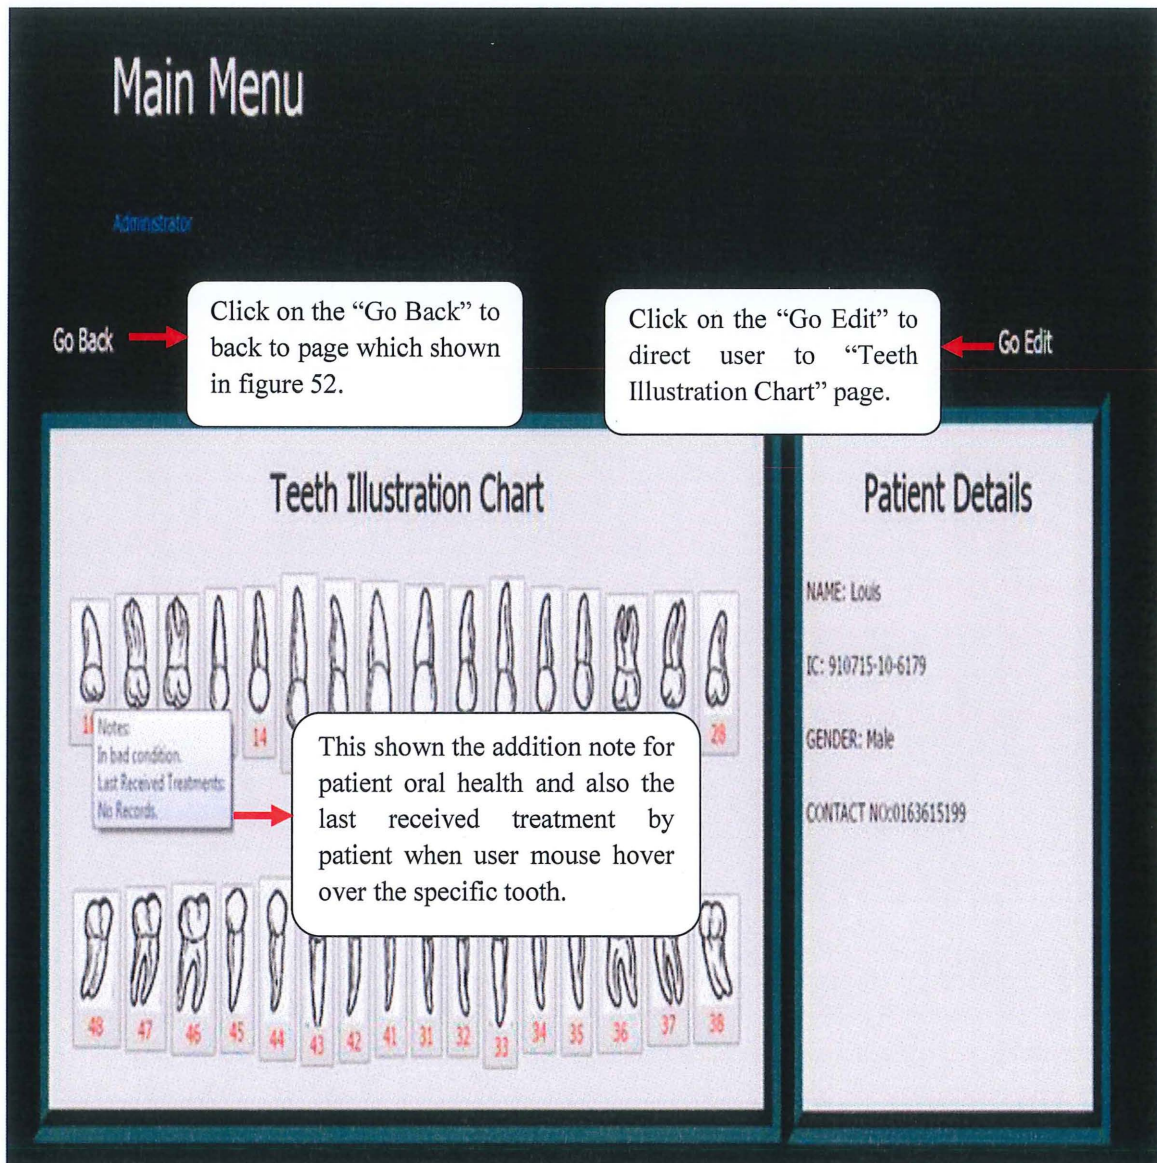 Main Menu
Administrator
Go Back
Click on the “Go Back” to
back to page which shown
in figure 52.
Click on the “Go Edit” to
direct user to “Teeth
Illustration Chart” page.
Go Edit
Teeth Illustration Chart
14
28
Notes:
In bad condition.
Last Received Treatments:
No Records.
This shown the addition note for
patient oral health and also the
last received treatment by
patient when user mouse hover
over the specific tooth.
48 47 46 45 44 43 42 41 31 32 33 34 35 36 37 38
Patient Details
NAME: Louis
IC: 910715-10-6179
GENDER: Male
CONTACT NO:0163615199